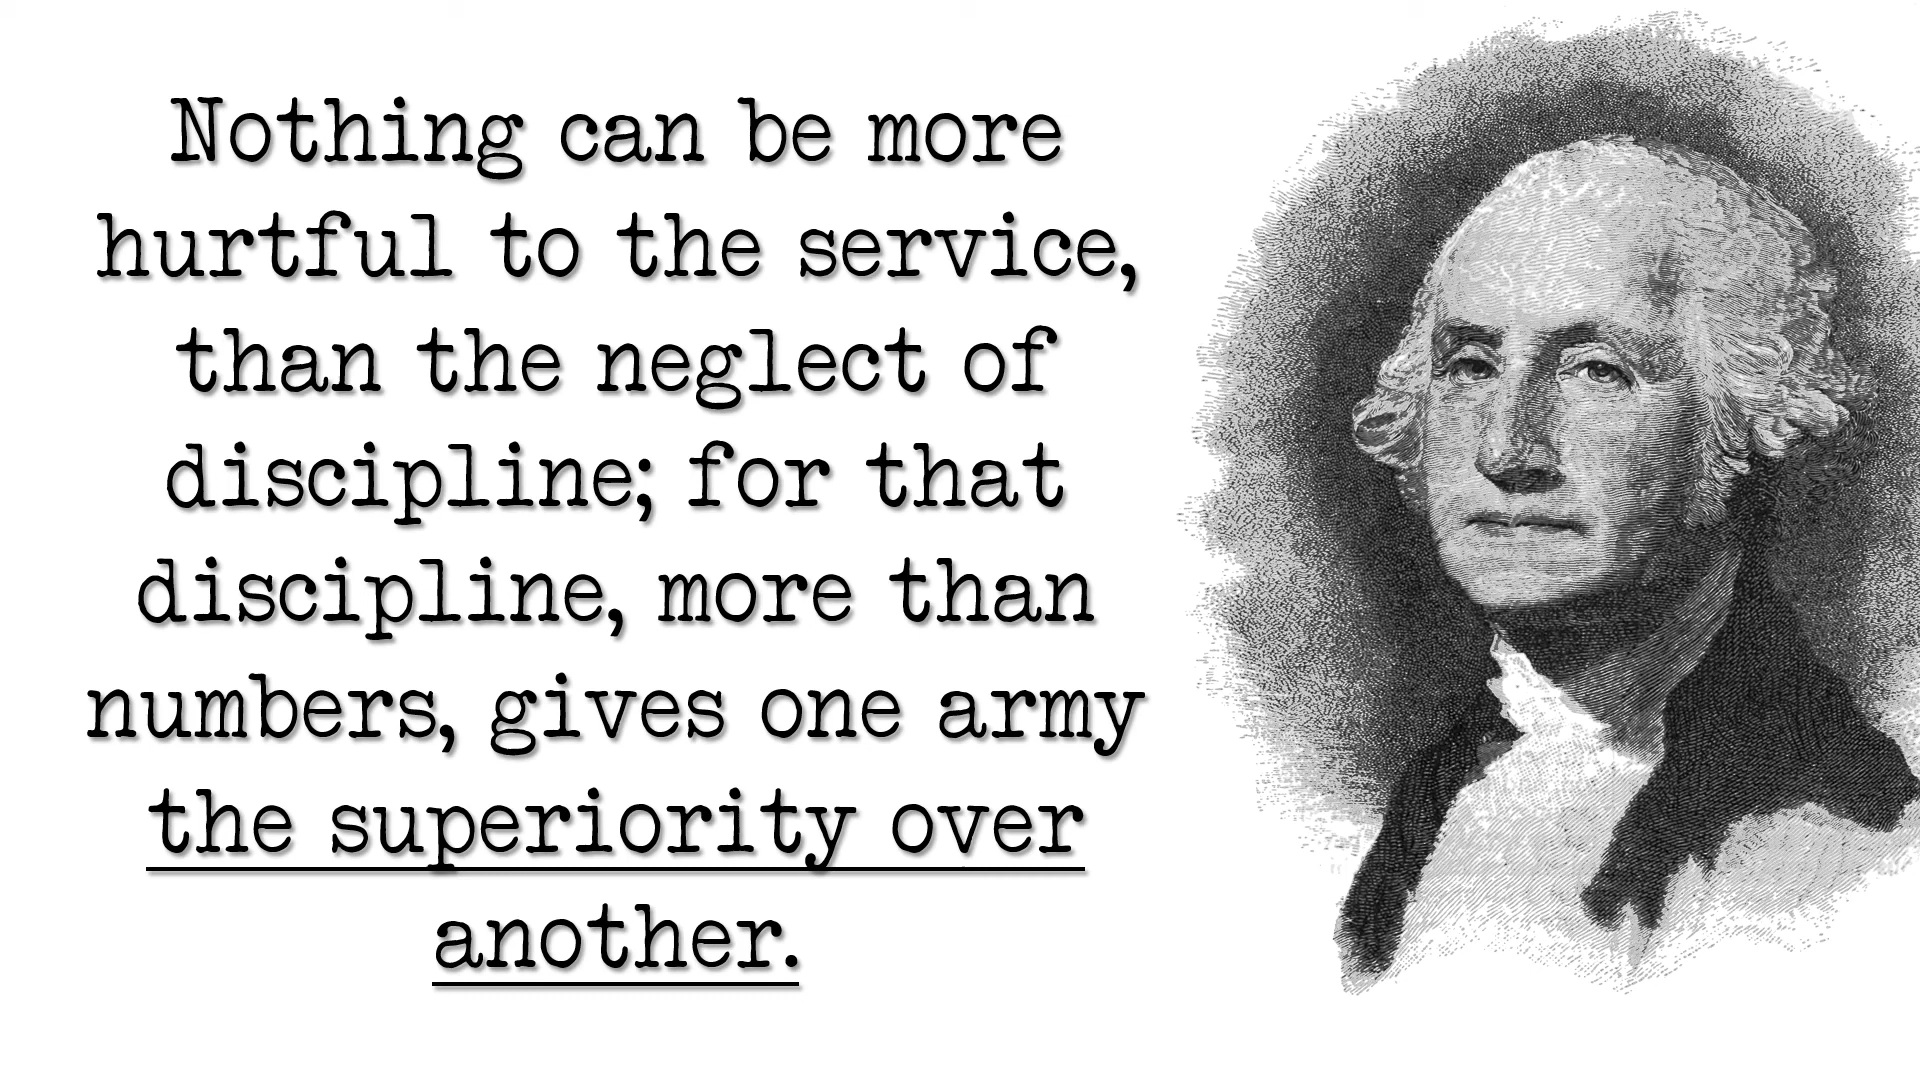 Nothing can be more
hurtful to the service,
than the neglect of
discipline; for that
discipline, more than
numbers, gives one army
the superiority over
another.